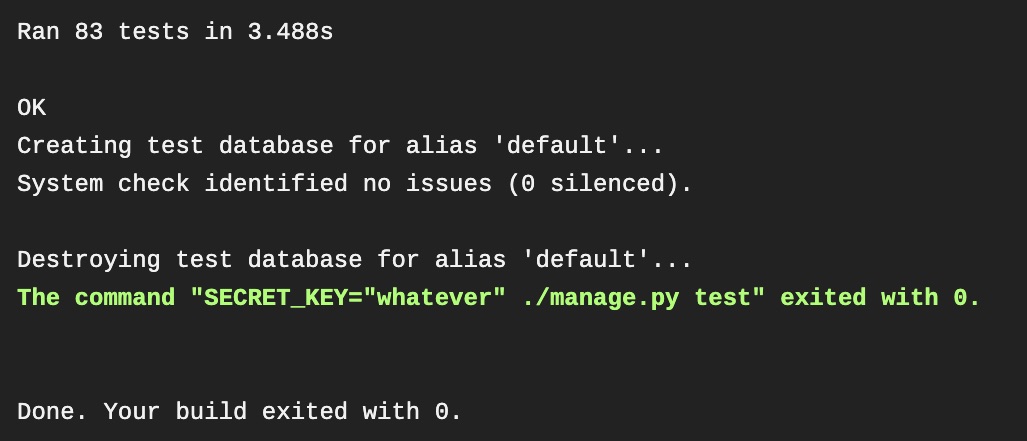 Ran 83 tests in 3.488s
OK
Creating test database for alias 'default'...
System check identified no issues (0 silenced).
Destroying test database for alias 'default'...
The command "SECRET_KEY="whatever" ./manage.py test" exited with 0.
Done. Your build exited with 0.